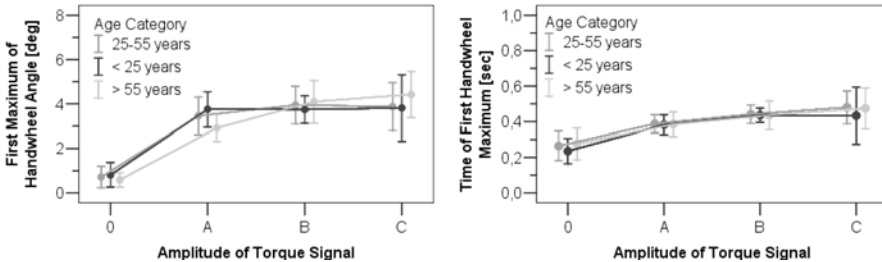 First Maximum of
Handwheel Angle [deg]
8
6
4
2
0
Age Category
25-55 years
< 25 years
> 55 years
0 A B C
Amplitude of Torque Signal
Time of First Handwheel
Maximum [sec]
1,0
0,8
0,6
0,4
0,2
0,0
Age Category
25-55 years
< 25 years
> 55 years
0 A B C
Amplitude of Torque Signal